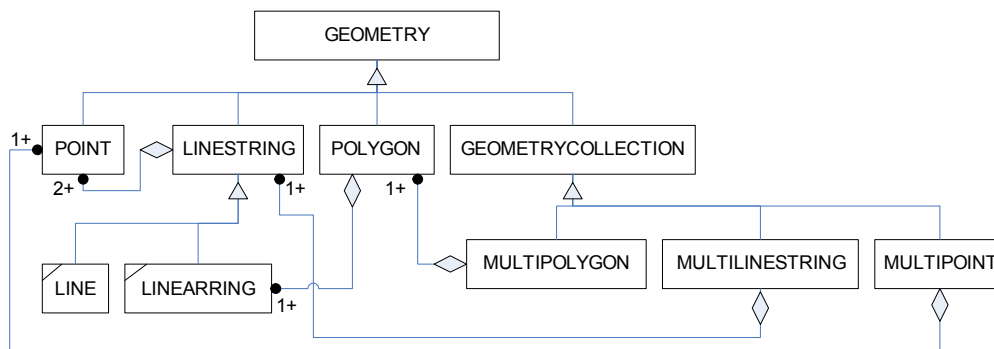 GEOMETRY
1+
POINT
LINESTRING
POLYGON
GEOMETRYCOLLECTION
2+
1+
1+
LINE
LINEARRING
MULTIPOLYGON
MULTILINESTRING
MULTIPOINT
1+